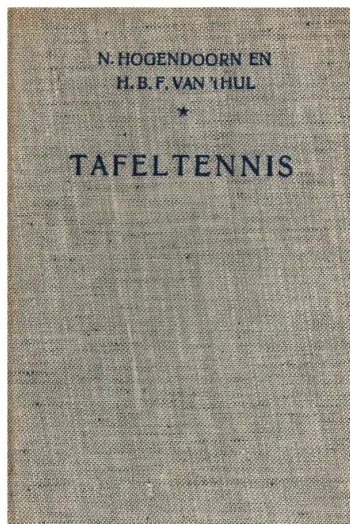 N. HOGENDOORN EN
H. B. F. VAN 'T HUL
★
TAFELTENNIS